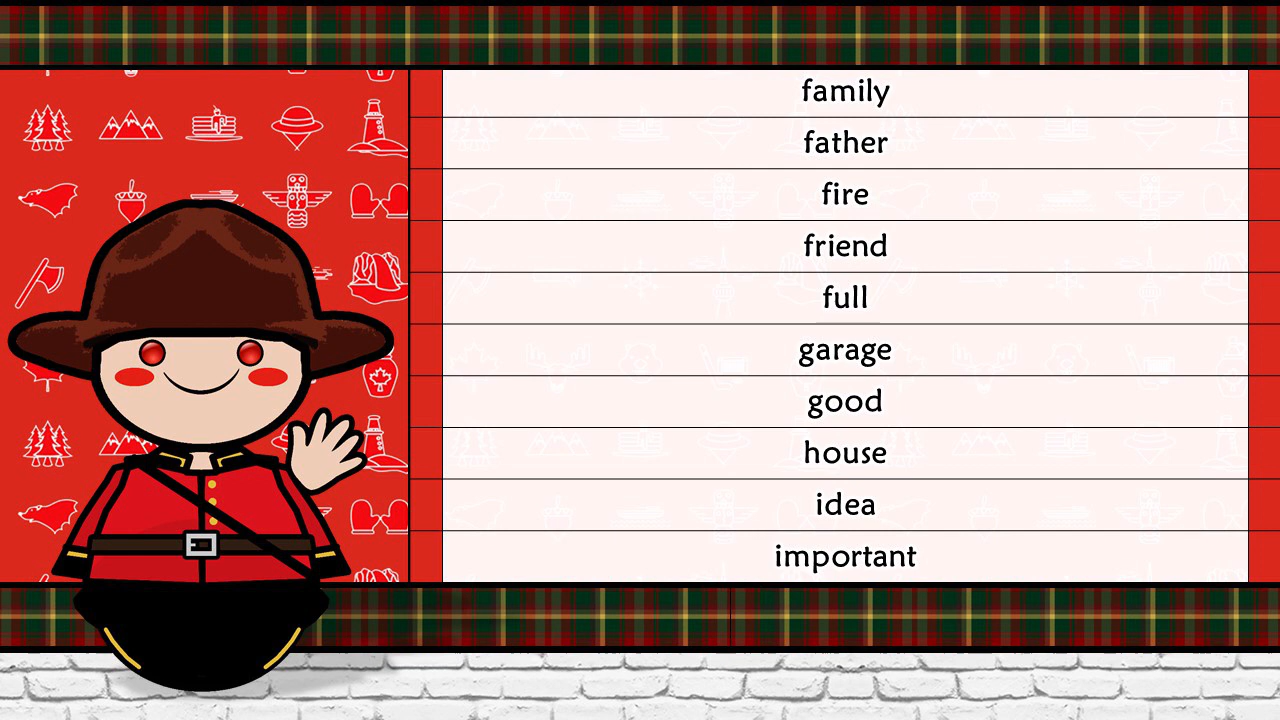 family
father
fire
friend
full
garage
good
house
idea
important